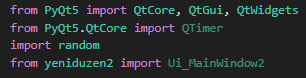 from PyQt5 import QtCore, QtGui, QtWidgets
from PyQt5.QtCore import QTimer
import random
from yeniduzen2 import Ui_MainWindow2